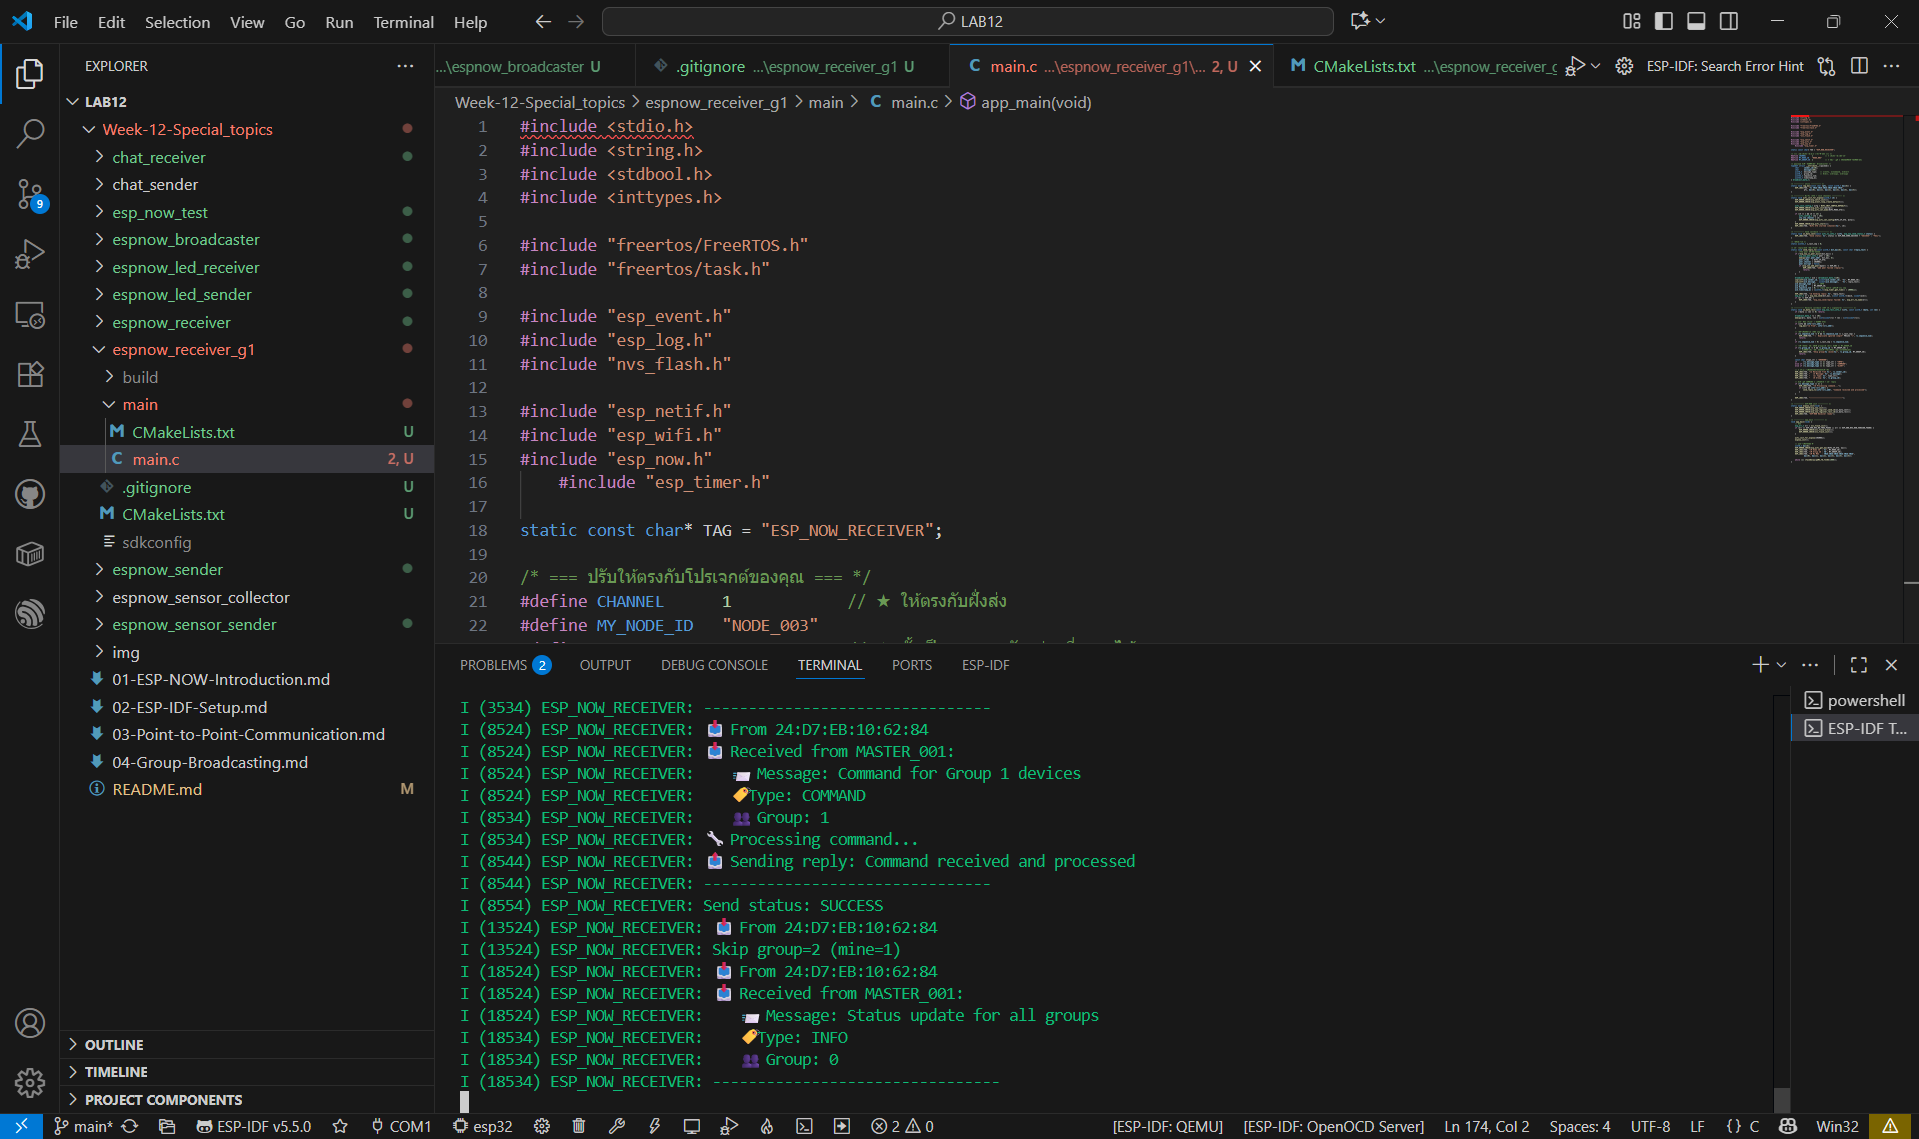 File Edit Selection View Go Run Terminal Help
LAB12
EXPLORER
LAB12
Week-12-Special_topics
chat_receiver
chat_sender
esp_now_test
espnow_broadcaster
espnow_led_receiver
espnow_led_sender
espnow_receiver
espnow_receiver_g1
build
main
CMakeLists.txt U
main.c 2, U
.gitignore U
CMakeLists.txt U
sdkconfig
espnow_sender
espnow_sensor_collector
espnow_sensor_sender
img
01-ESP-NOW-Introduction.md
02-ESP-IDF-Setup.md
03-Point-to-Point-Communication.md
04-Group-Broadcasting.md
README.md M
OUTLINE
TIMELINE
PROJECT COMPONENTS
9
...\espnow_broadcaster U
.gitignore ...\espnow_receiver_g1 U
C main.c ...\espnow_receiver_g1\... 2, U
CMakeLists.txt ...\espnow_receiver_g
ESP-IDF: Search Error Hint
Week-12-Special_topics > espnow_receiver_g1 > main > C main.c > app_main(void)
1 #include <stdio.h>
2 #include <string.h>
3 #include <stdbool.h>
4 #include <inttypes.h>
5
6 #include "freertos/FreeRTOS.h"
7 #include "freertos/task.h"
8
9 #include "esp_event.h"
10 #include "esp_log.h"
11 #include "nvs_flash.h"
12
13 #include "esp_netif.h"
14 #include "esp_wifi.h"
15 #include "esp_now.h"
16 #include "esp_timer.h"
17
18 static const char* TAG = "ESP_NOW_RECEIVER";
19
20 /* === ปรับให้ตรงกับโปรเจกต์ของคุณ === */
21 #define CHANNEL 1 // ★ ให้ตรงกับฝั่งส่ง
22 #define MY_NODE_ID "NODE_003"
PROBLEMS 2 OUTPUT DEBUG CONSOLE TERMINAL PORTS ESP-IDF
powershell
ESP-IDF T...
I (3534) ESP_NOW_RECEIVER: --------------------------------
I (8524) ESP_NOW_RECEIVER: 📥 From 24:D7:EB:10:62:84
I (8524) ESP_NOW_RECEIVER: 📥 Received from MASTER_001:
I (8524) ESP_NOW_RECEIVER: 📨 Message: Command for Group 1 devices
I (8524) ESP_NOW_RECEIVER: 🏷️Type: COMMAND
I (8534) ESP_NOW_RECEIVER: 👥 Group: 1
I (8534) ESP_NOW_RECEIVER: 🔧 Processing command...
I (8544) ESP_NOW_RECEIVER: 📤 Sending reply: Command received and processed
I (8544) ESP_NOW_RECEIVER: --------------------------------
I (8554) ESP_NOW_RECEIVER: Send status: SUCCESS
I (13524) ESP_NOW_RECEIVER: 📥 From 24:D7:EB:10:62:84
I (13524) ESP_NOW_RECEIVER: Skip group=2 (mine=1)
I (18524) ESP_NOW_RECEIVER: 📥 From 24:D7:EB:10:62:84
I (18524) ESP_NOW_RECEIVER: 📥 Received from MASTER_001:
I (18524) ESP_NOW_RECEIVER: 📨 Message: Status update for all groups
I (18534) ESP_NOW_RECEIVER: 🏷️Type: INFO
I (18534) ESP_NOW_RECEIVER: 👥 Group: 0
I (18534) ESP_NOW_RECEIVER: --------------------------------
main* ESP-IDF v5.5.0 COM1 esp32 2 0 [ESP-IDF: QEMU] [ESP-IDF: OpenOCD Server] Ln 174, Col 2 Spaces: 4 UTF-8 LF {} C Win32